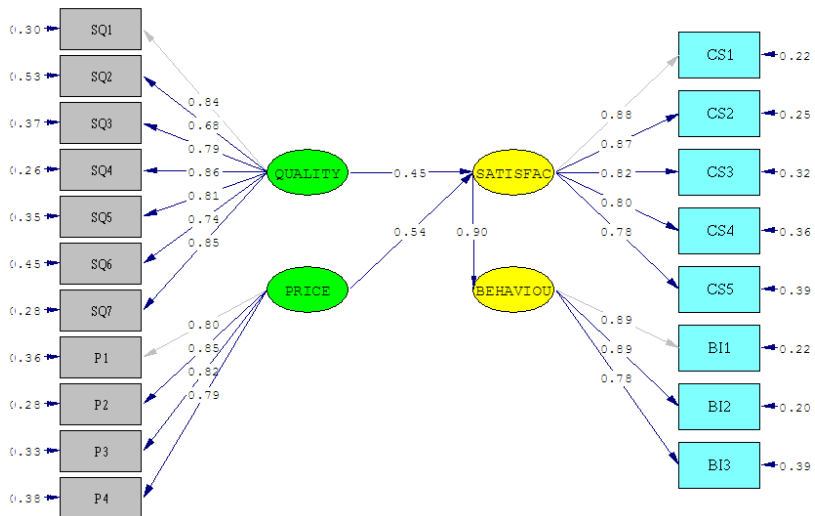 0.30 SQ1
0.53 SQ2
0.37 SQ3
0.26 SQ4
0.35 SQ5
0.45 SQ6
0.28 SQ7
0.36 P1
0.28 P2
0.33 P3
0.38 P4
0.84
0.68
0.79
0.86
0.81
0.74
0.85
0.80
0.85
0.82
0.79
QUALITY
PRICE
0.45
0.54
0.90
SATISFAC
BEHAVIOU
0.88
0.87
0.82
0.80
0.78
0.89
0.89
0.78
CS1 0.22
CS2 0.25
CS3 0.32
CS4 0.36
CS5 0.39
BI1 0.22
BI2 0.20
BI3 0.39